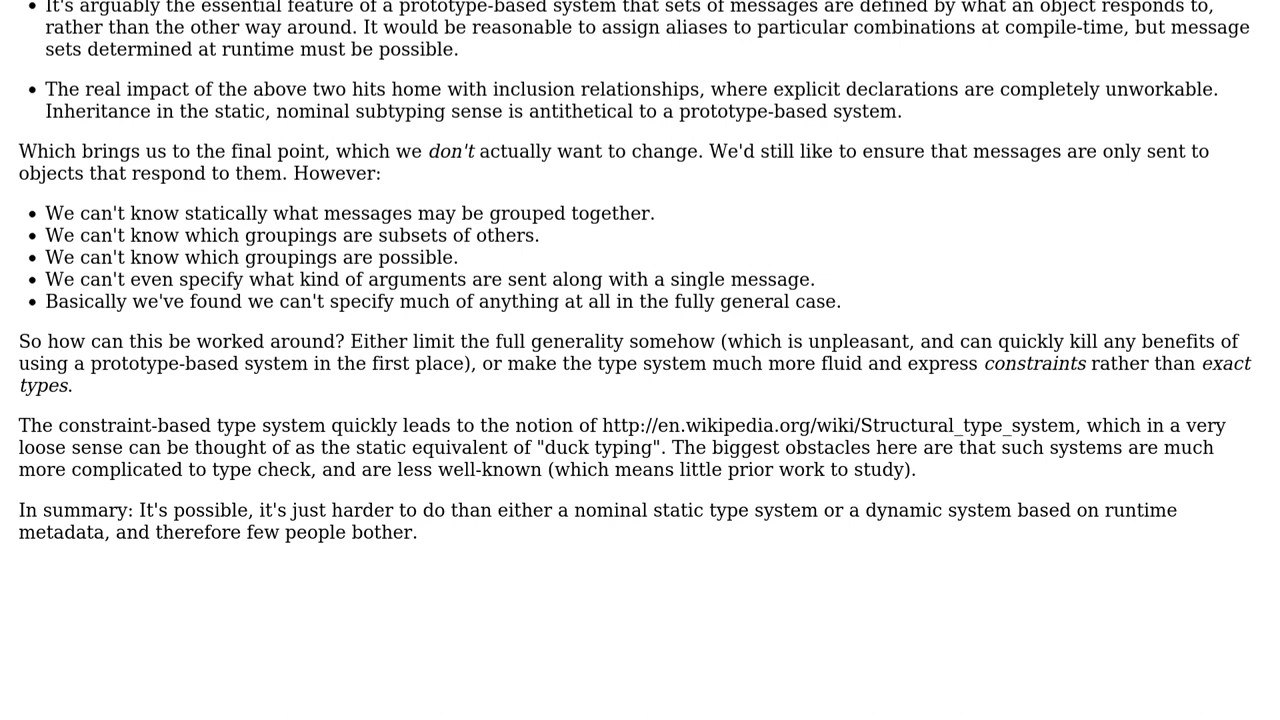 It's arguably the essential feature of a prototype-based system that sets of messages are defined by what an object responds to,
rather than the other way around. It would be reasonable to assign aliases to particular combinations at compile-time, but message
sets determined at runtime must be possible.
The real impact of the above two hits home with inclusion relationships, where explicit declarations are completely unworkable.
Inheritance in the static, nominal subtyping sense is antithetical to a prototype-based system.
Which brings us to the final point, which we don't actually want to change. We'd still like to ensure that messages are only sent to
objects that respond to them. However:
We can't know statically what messages may be grouped together.
We can't know which groupings are subsets of others.
We can't know which groupings are possible.
We can't even specify what kind of arguments are sent along with a single message.
Basically we've found we can't specify much of anything at all in the fully general case.
So how can this be worked around? Either limit the full generality somehow (which is unpleasant, and can quickly kill any benefits of
using a prototype-based system in the first place), or make the type system much more fluid and express constraints rather than exact
types.
The constraint-based type system quickly leads to the notion of http://en.wikipedia.org/wiki/Structural_type_system, which in a very
loose sense can be thought of as the static equivalent of "duck typing". The biggest obstacles here are that such systems are much
more complicated to type check, and are less well-known (which means little prior work to study).
In summary: It's possible, it's just harder to do than either a nominal static type system or a dynamic system based on runtime
metadata, and therefore few people bother.